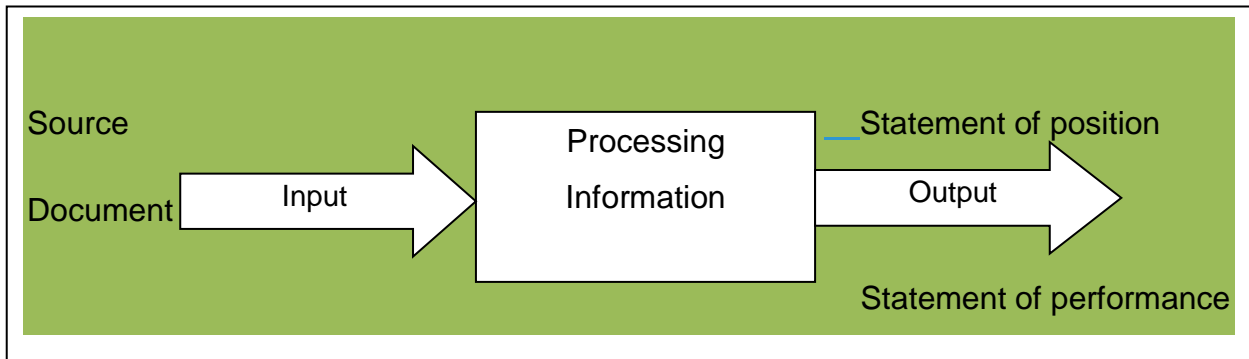 Source
Document
Input
Processing
Information
Statement of position
Output
Statement of performance